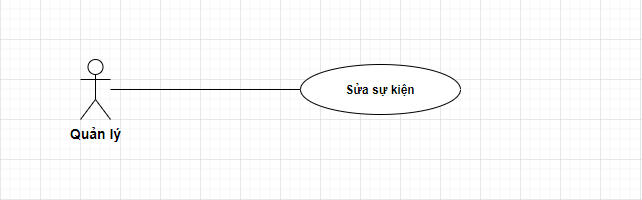 Sửa sự kiện
Quản lý